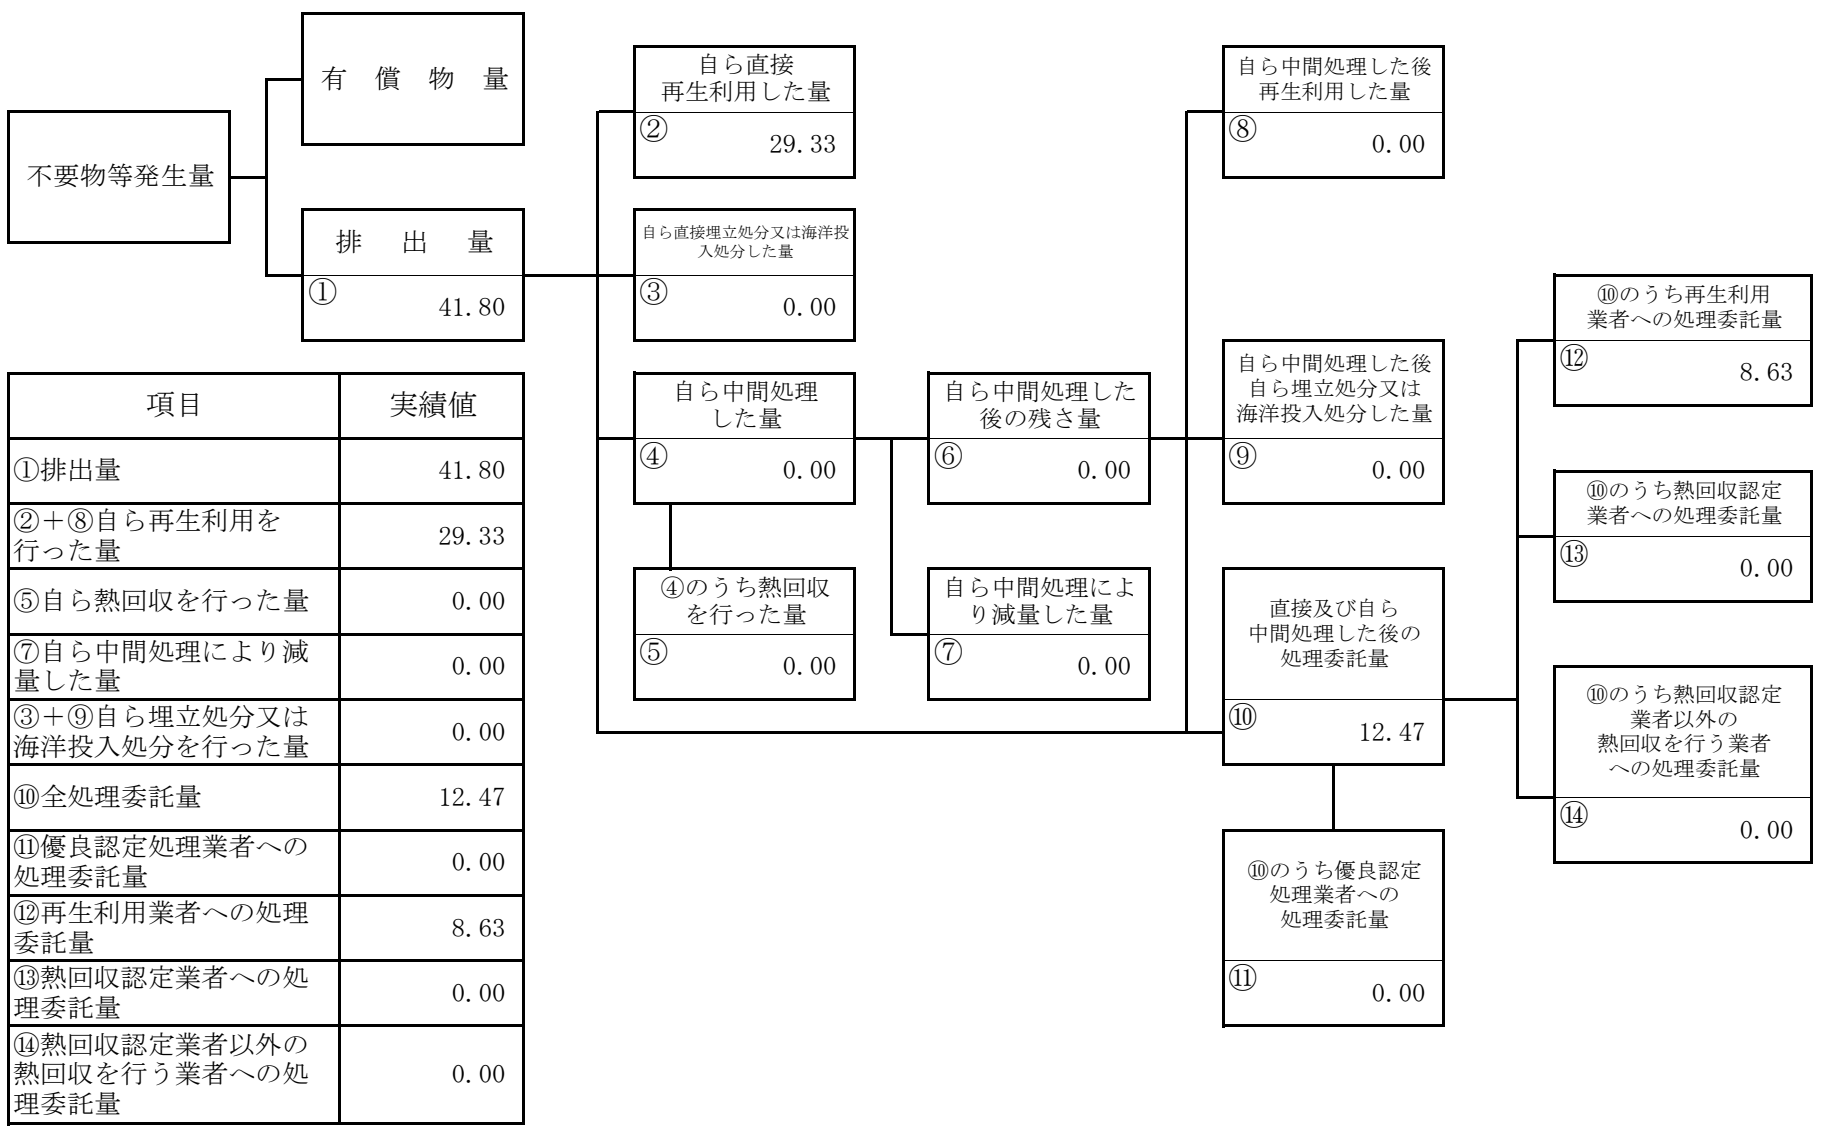 有償物量
不要物等発生量
排出量
①
41.80
自ら直接
再生利用した量
②
29.33
自ら直接埋立処分又は海洋投
入処分した量
③
0.00
自ら中間処理
した量
④
0.00
④のうち熱回収
を行った量
⑤
0.00
自ら中間処理した
後の残さ量
⑥
0.00
自ら中間処理によ
り減量した量
⑦
0.00
自ら中間処理した後
再生利用した量
⑧
0.00
自ら中間処理した後
自ら埋立処分又は
海洋投入処分した量
⑨
0.00
直接及び自ら
中間処理した後の
処理委託量
⑩
12.47
⑩のうち優良認定
処理業者への
処理委託量
⑪
0.00
⑩のうち再生利用
業者への処理委託量
⑫
8.63
⑩のうち熱回収認定
業者への処理委託量
⑬
0.00
⑩のうち熱回収認定
業者以外の
熱回収を行う業者
への処理委託量
⑭
0.00
項目 実績値
①排出量 41.80
②＋⑧自ら再生利用を
行った量 29.33
⑤自ら熱回収を行った量 0.00
⑦自ら中間処理により減
量した量 0.00
③＋⑨自ら埋立処分又は
海洋投入処分を行った量 0.00
⑩全処理委託量 12.47
⑪優良認定処理業者への
処理委託量 0.00
⑫再生利用業者への処理
委託量 8.63
⑬熱回収認定業者への処
理委託量 0.00
⑭熱回収認定業者以外の
熱回収を行う業者への処
理委託量 0.00